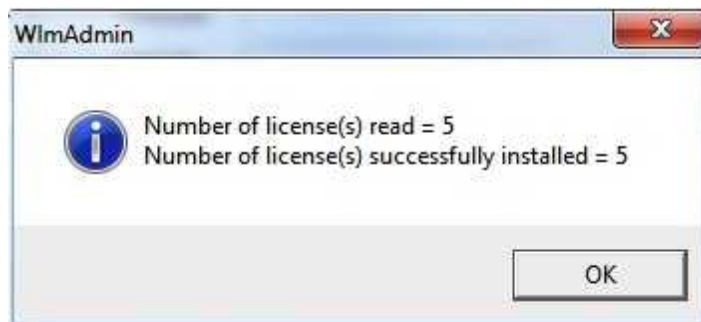 WlmAdmin
Number of license(s) read = 5
Number of license(s) successfully installed = 5
OK